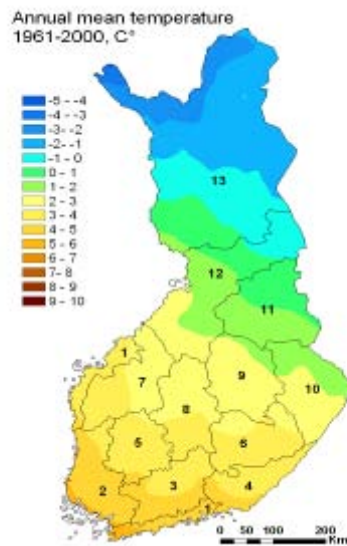 Annual mean temperature
1961-2000, C°
-5 - -4
-4 - -3
-3 - -2
-2 - -1
-1 - 0
0 - 1
1 - 2
2 - 3
3 - 4
4 - 5
5 - 6
6 - 7
7 - 8
8 - 9
9 - 10
13
12
11
1
7
9
10
8
5
6
2
3
4
1
0 50 100 200
Km